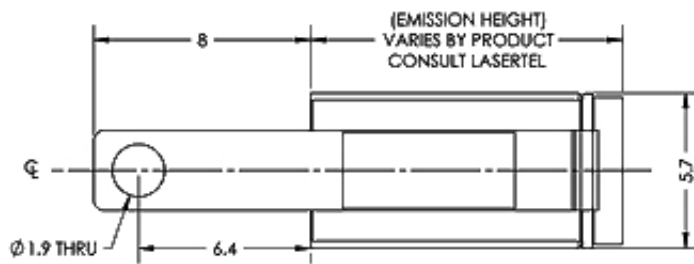 (EMISSION HEIGHT)
8
VARIES BY PRODUCT
CONSULT LASERTEL
℄
5.7
Ø 1.9 THRU
6.4